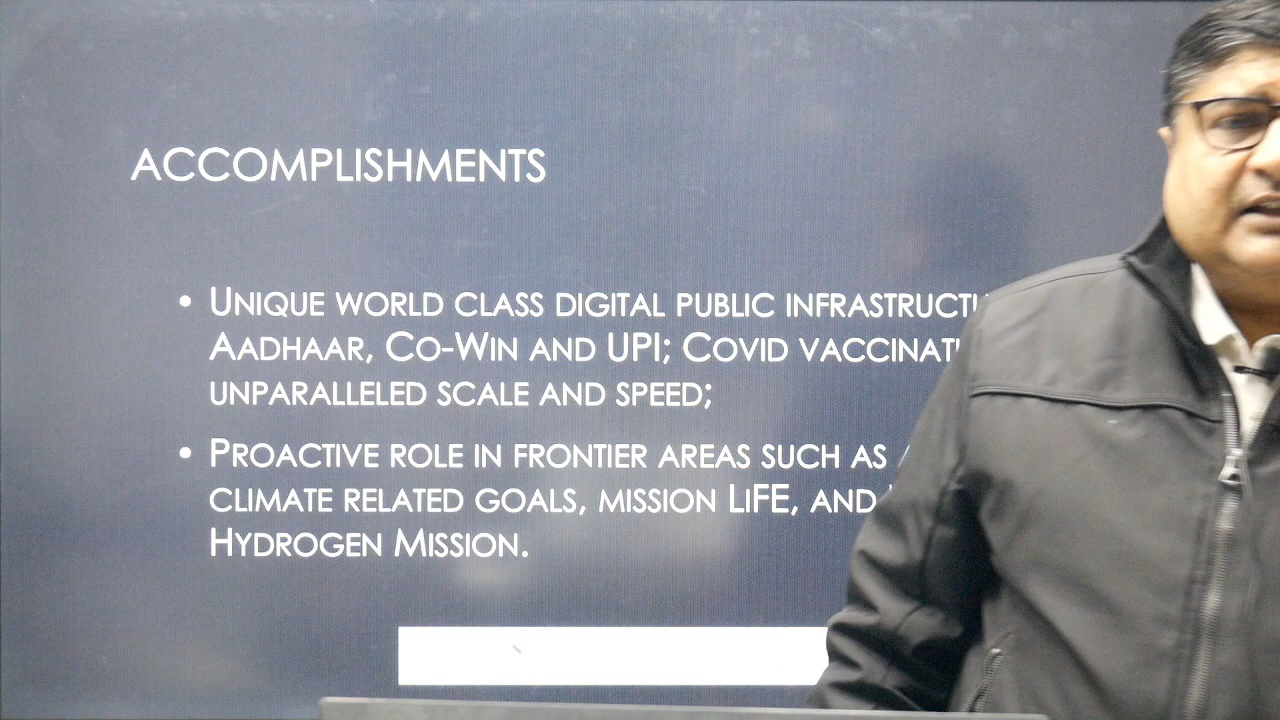 ACCOMPLISHMENTS
• UNIQUE WORLD CLASS DIGITAL PUBLIC
AADHAAR, CO-WIN AND UPI; COVID
UNPARALLELED SCALE AND SPEED;
• PROACTIVE ROLE IN FRONTIER AREAS SUCH AS
CLIMATE RELATED GOALS, MISSION LiFE, AND
HYDROGEN MISSION.